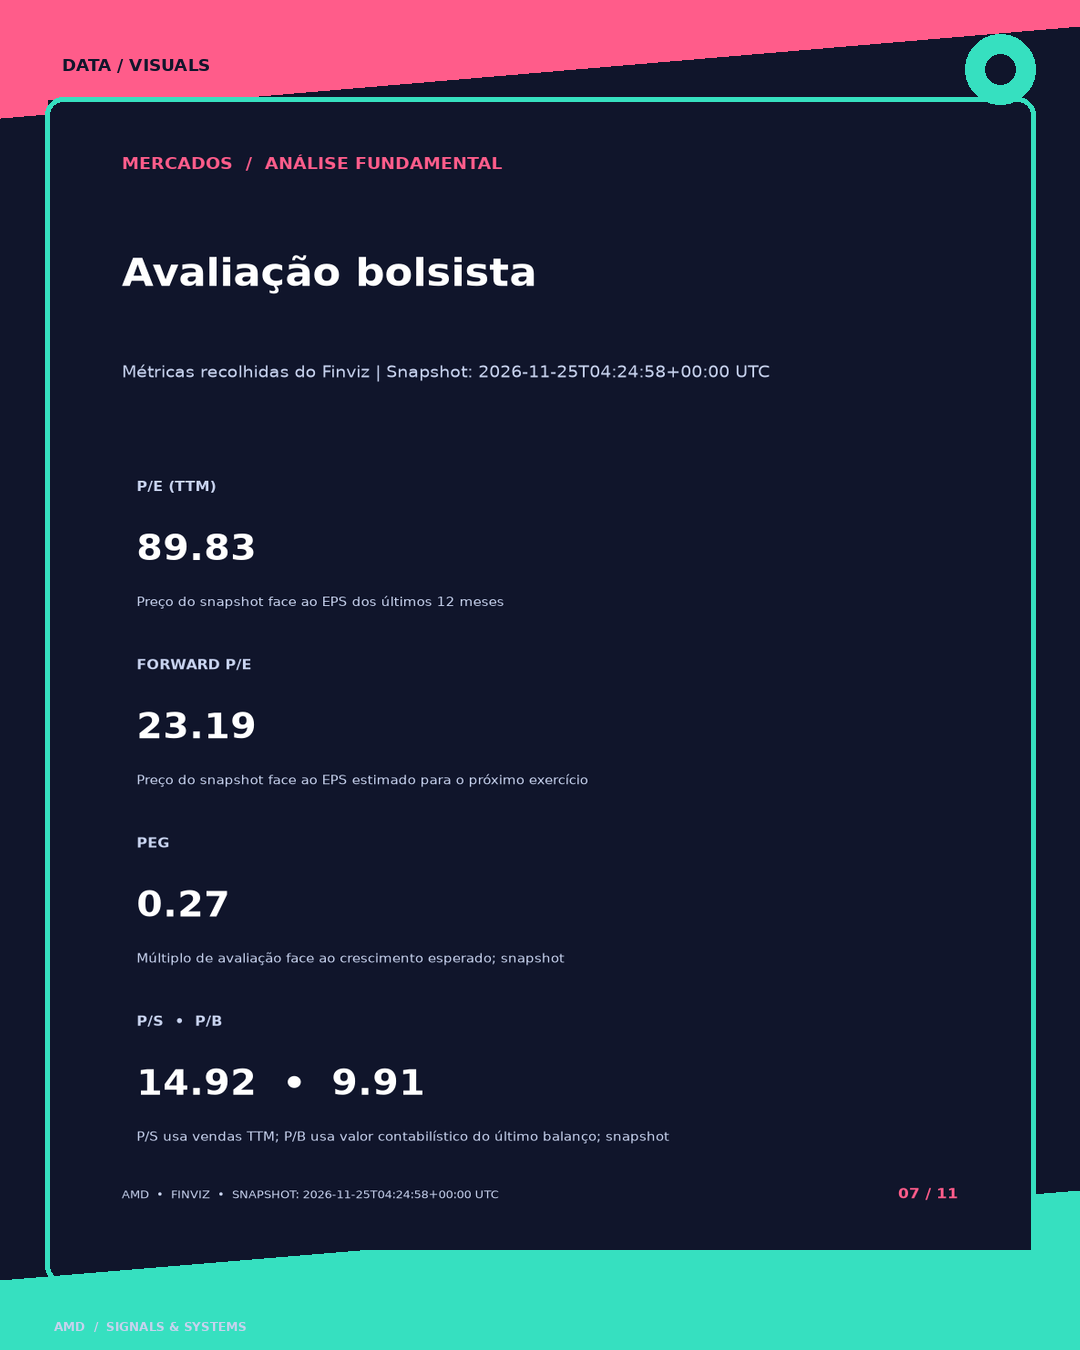 DATA / VISUALS
MERCADOS / ANÁLISE FUNDAMENTAL
Avaliação bolsista
Métricas recolhidas do Finviz | Snapshot: 2026-11-25T04:24:58+00:00 UTC
P/E (TTM)
89.83
Preço do snapshot face ao EPS dos últimos 12 meses
FORWARD P/E
23.19
Preço do snapshot face ao EPS estimado para o próximo exercício
PEG
0.27
Múltiplo de avaliação face ao crescimento esperado; snapshot
P/S • P/B
14.92 • 9.91
P/S usa vendas TTM; P/B usa valor contabilístico do último balanço; snapshot
AMD • FINVIZ • SNAPSHOT: 2026-11-25T04:24:58+00:00 UTC
07 / 11
AMD / SIGNALS & SYSTEMS